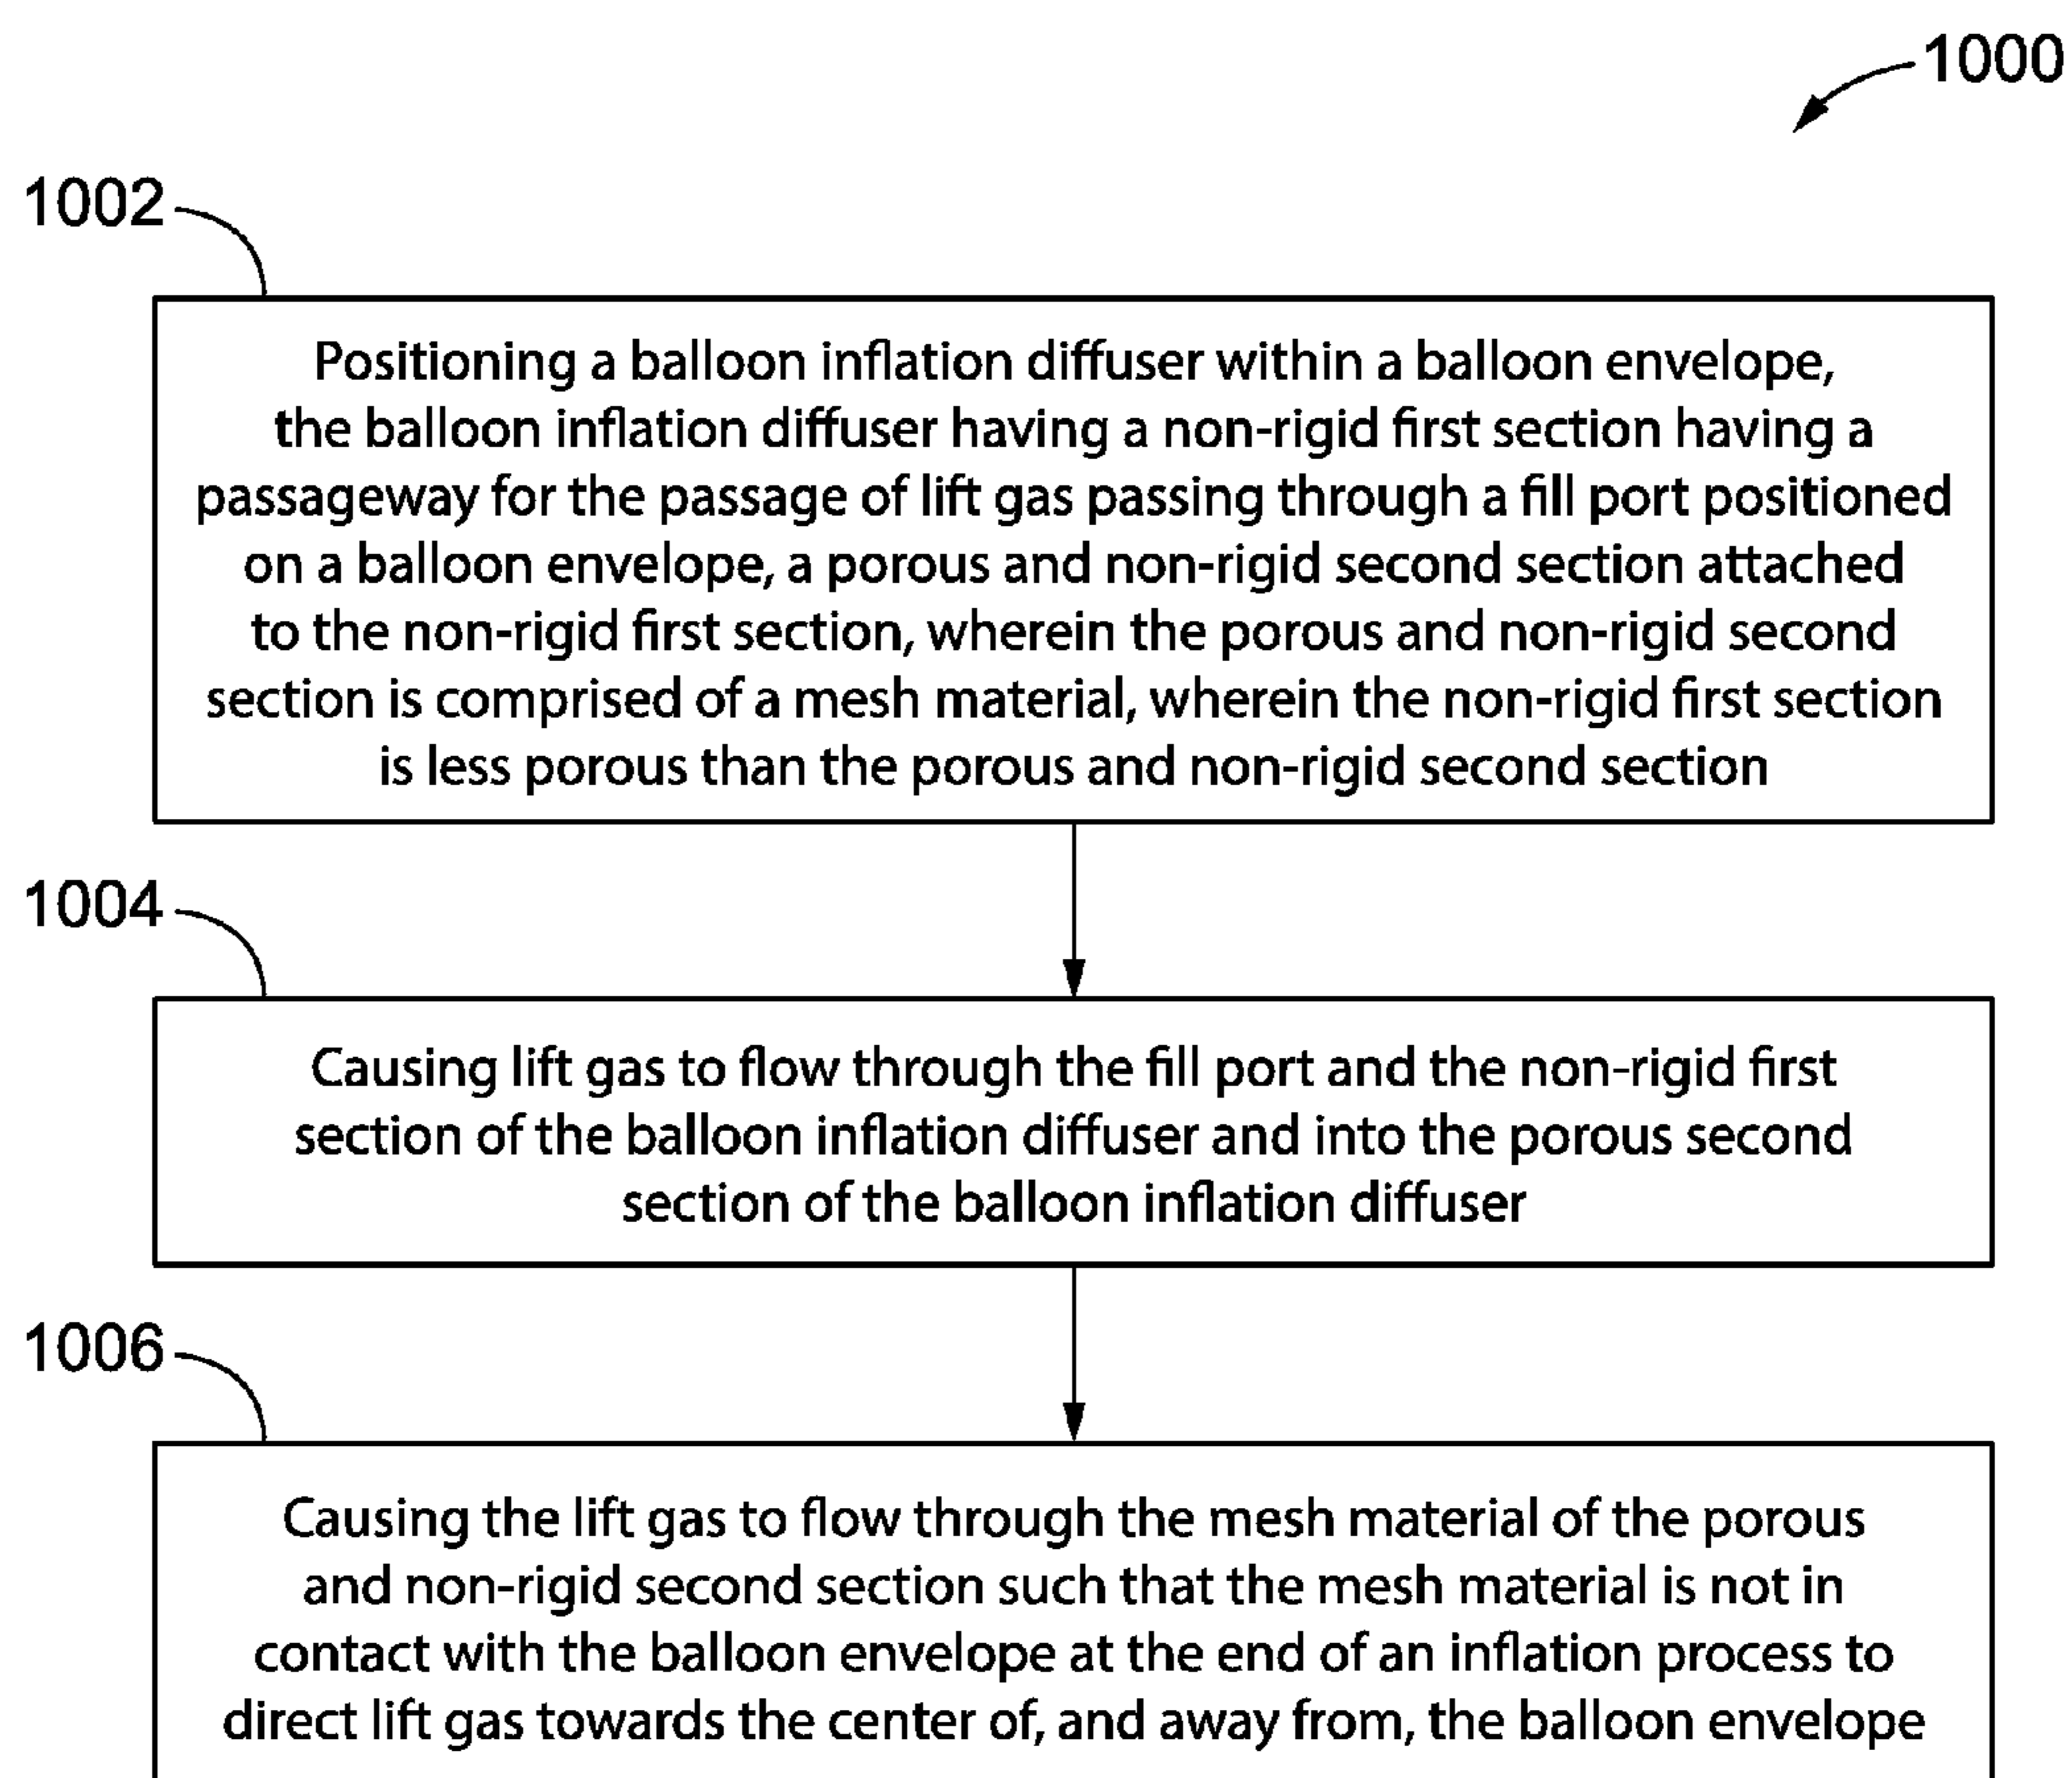 1000
1002
Positioning a balloon inflation diffuser within a balloon envelope,
the balloon inflation diffuser having a non-rigid first section having a
passageway for the passage of lift gas passing through a fill port positioned
on a balloon envelope, a porous and non-rigid second section attached
to the non-rigid first section, wherein the porous and non-rigid second
section is comprised of a mesh material, wherein the non-rigid first section
is less porous than the porous and non-rigid second section
1004
Causing lift gas to flow through the fill port and the non-rigid first
section of the balloon inflation diffuser and into the porous second
section of the balloon inflation diffuser
1006
Causing the lift gas to flow through the mesh material of the porous
and non-rigid second section such that the mesh material is not in
contact with the balloon envelope at the end of an inflation process to
direct lift gas towards the center of, and away from, the balloon envelope